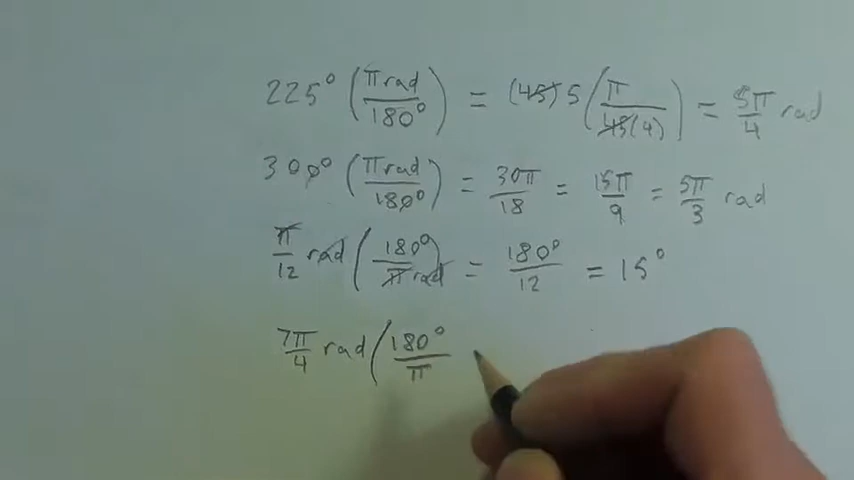 225° (π rad / 180°) = (45) 5 (π / 45(4)) = 5π/4 rad
300° (π rad / 180°) = 30π/18 = 15π/9 = 5π/3 rad
π/12 rad (180° / π rad) = 180°/12 = 15°
7π/4 rad (180° / π